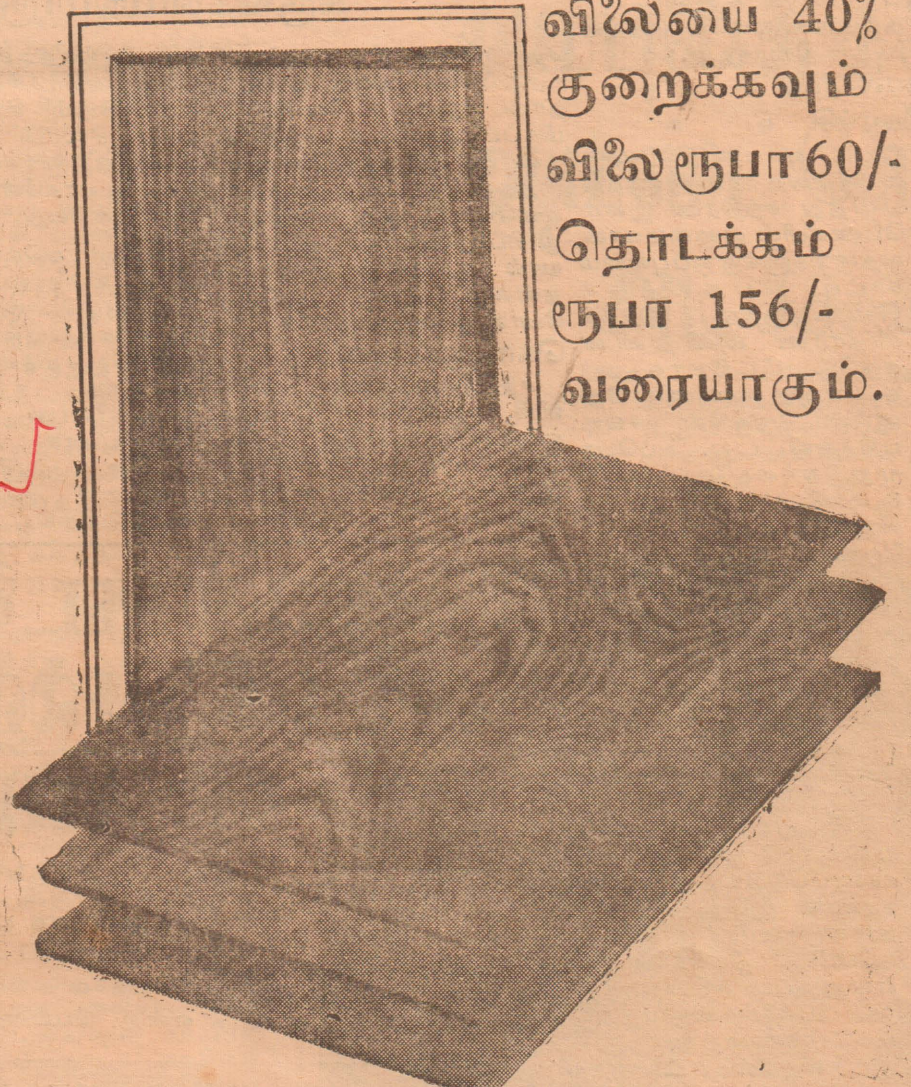 விலையை 40%
குறைக்கவும்
விலை ரூபா 60/-
தொடக்கம்
ரூபா 156/-
வரையாகும்.